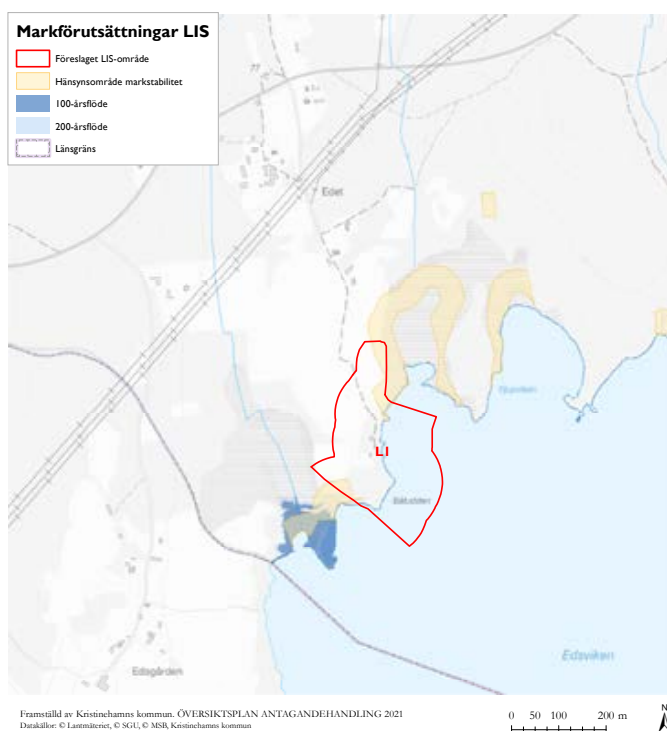 Markförutsättningar LIS
Föreslaget LIS-område
Hänsynsområde markstabilitet
100-årsflöde
200-årsflöde
Länsgräns
Edet
LI
Båtudden
Edsviken
Edsgården
Framställd av Kristinehamns kommun. ÖVERSIKTSPLAN ANTAGANDEHANDLING 2021
Datakällor: © Lantmäteriet, © SGU, © MSB, Kristinehamns kommun
0 50 100 200 m
N